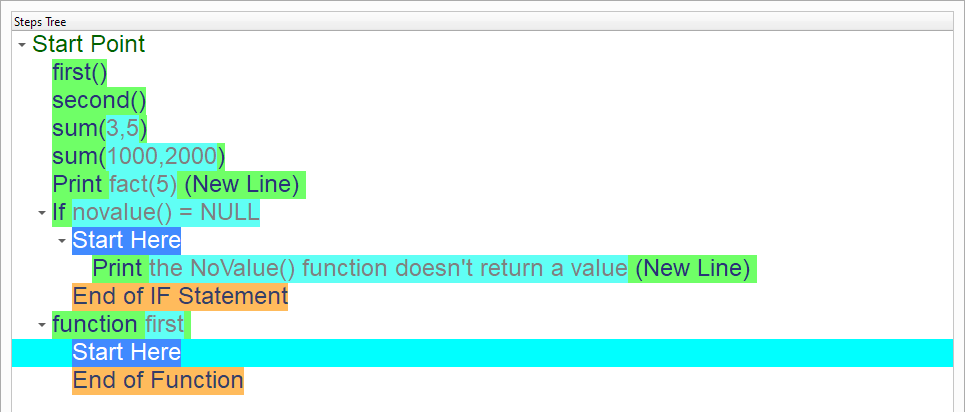 Steps Tree
Start Point
first()
second()
sum(3,5)
sum(1000,2000)
Print fact(5) (New Line)
If novalue() = NULL
Start Here
Print the NoValue() function doesn't return a value (New Line)
End of IF Statement
function first
Start Here
End of Function